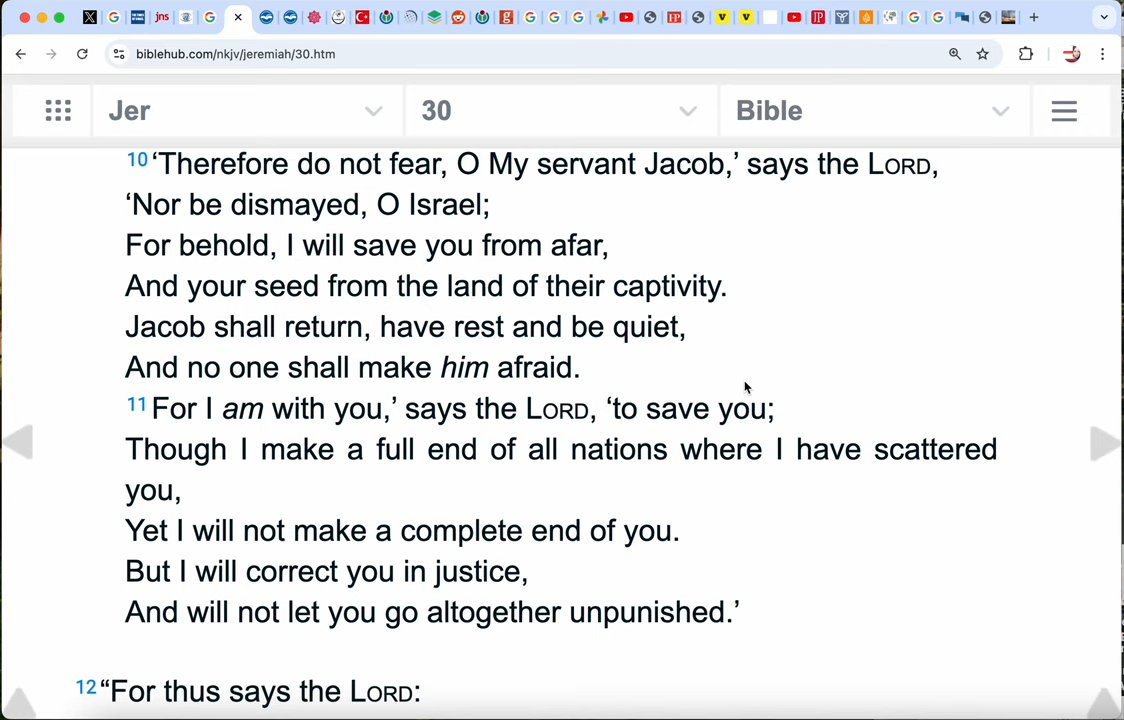 biblehub.com/nkjv/jeremiah/30.htm
Jer 30 Bible
10 ‘Therefore do not fear, O My servant Jacob,’ says the LORD,
‘Nor be dismayed, O Israel;
For behold, I will save you from afar,
And your seed from the land of their captivity.
Jacob shall return, have rest and be quiet,
And no one shall make him afraid.
11 For I am with you,’ says the LORD, ‘to save you;
Though I make a full end of all nations where I have scattered
you,
Yet I will not make a complete end of you.
But I will correct you in justice,
And will not let you go altogether unpunished.’
12 “For thus says the LORD: